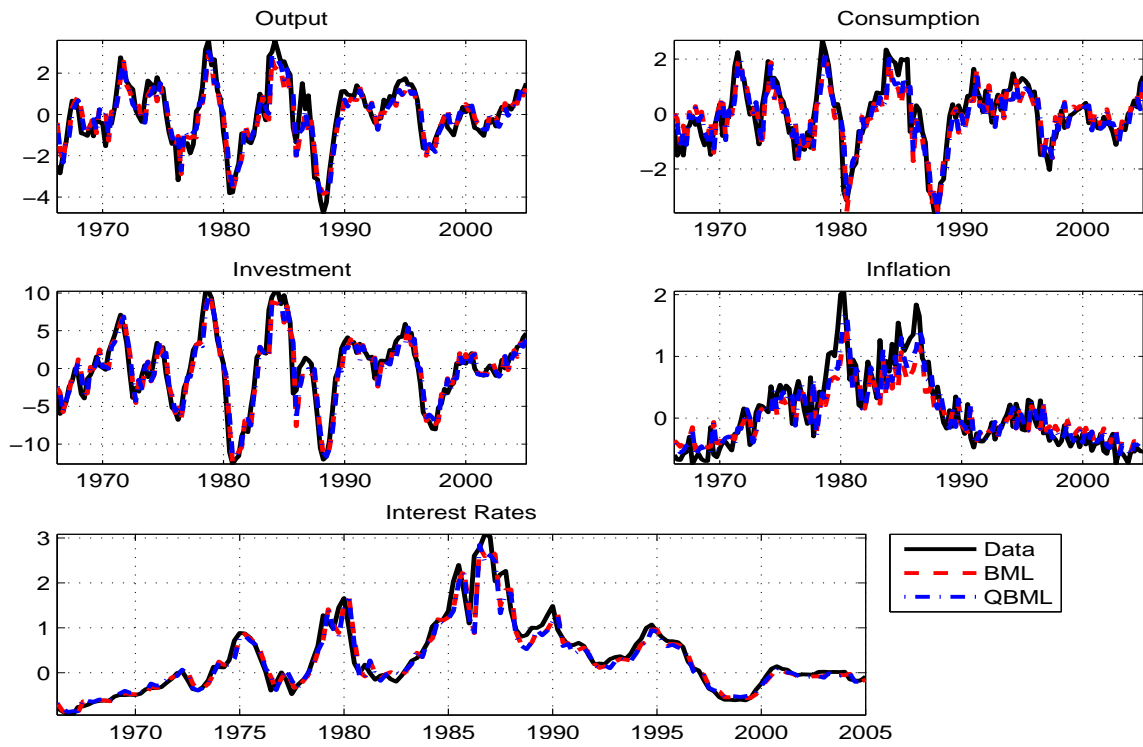 Output
2
0
−2
−4
1970 1980 1990 2000
Consumption
2
0
−2
1970 1980 1990 2000
Investment
10
5
0
−5
−10
1970 1980 1990 2000
Inflation
2
1
0
1970 1980 1990 2000
Interest Rates
3
2
1
0
1970 1975 1980 1985 1990 1995 2000 2005
Data
BML
QBML